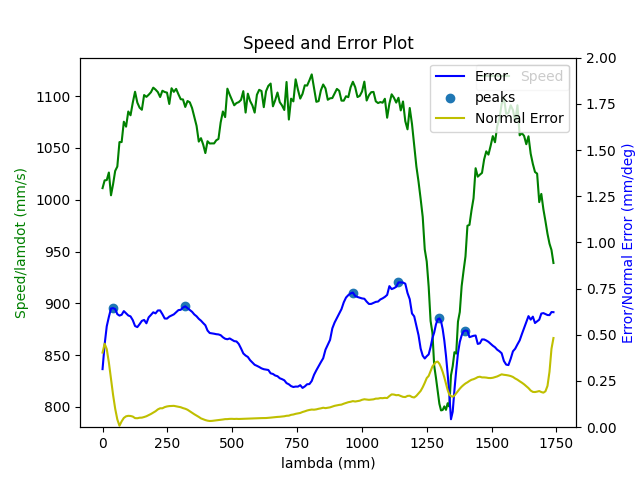 Speed and Error Plot
Error
Speed
peaks
Normal Error
1100
1050
1000
950
900
850
800
Speed/lamdot (mm/s)
2.00
1.75
1.50
1.25
1.00
0.75
0.50
0.25
0.00
Error/Normal Error (mm/deg)
0 250 500 750 1000 1250 1500 1750
lambda (mm)